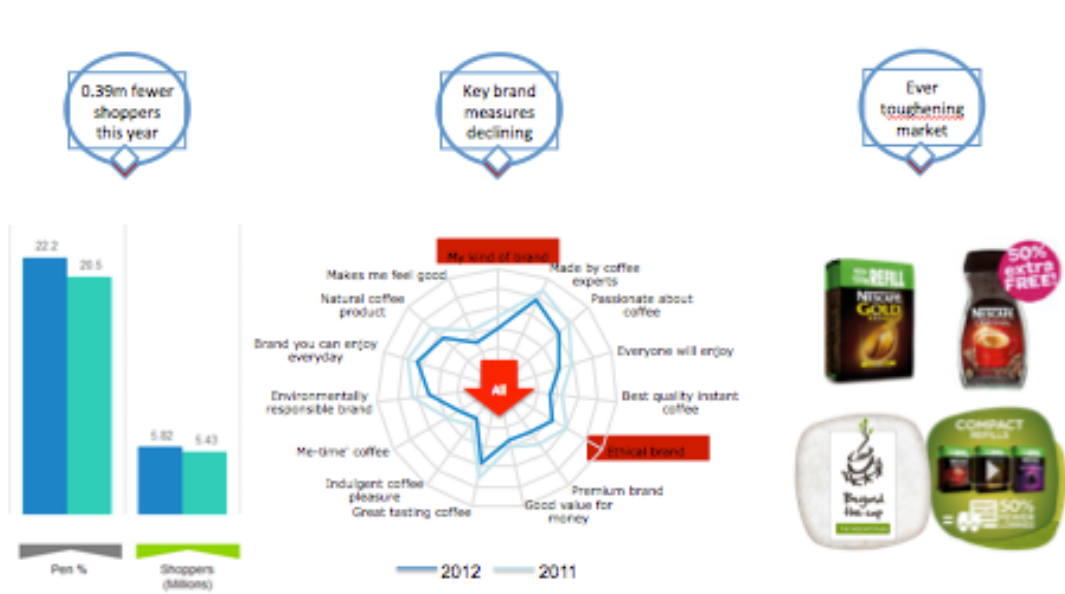 0.39m fewer
shoppers
this year
Key brand
measures
declining
Ever
toughening
market
22.2
20.5
5.82
5.43
Pen %
Shoppers
(Millions)
My kind of brand
Made by coffee
experts
Passionate about
coffee
Everyone will enjoy
Best quality instant
coffee
Ethical brand
Premium brand
Good value for
money
Great tasting coffee
Indulgent coffee
pleasure
Me-time' coffee
Environmentally
responsible brand
Brand you can enjoy
everyday
Natural coffee
product
Makes me feel good
All
2012
2011
REFILL
NESCAFÉ
GOLD
50%
extra
FREE!
NESCAFÉ
Beyond
the-cup
COMPACT
REFILLS
50%